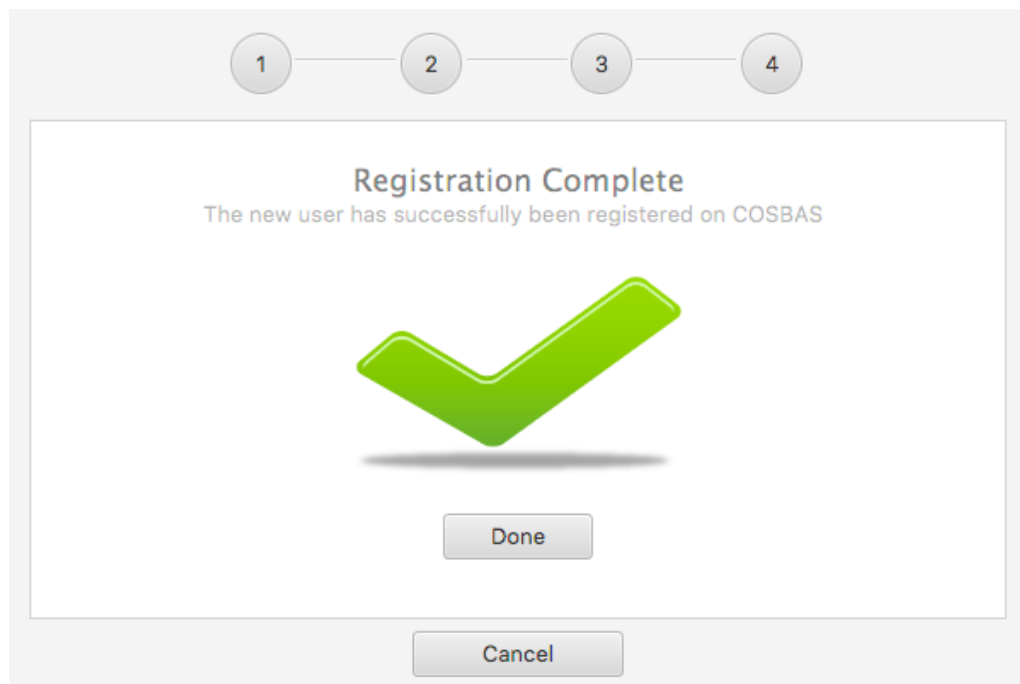 1 2 3 4
Registration Complete
The new user has successfully been registered on COSBAS
Done
Cancel